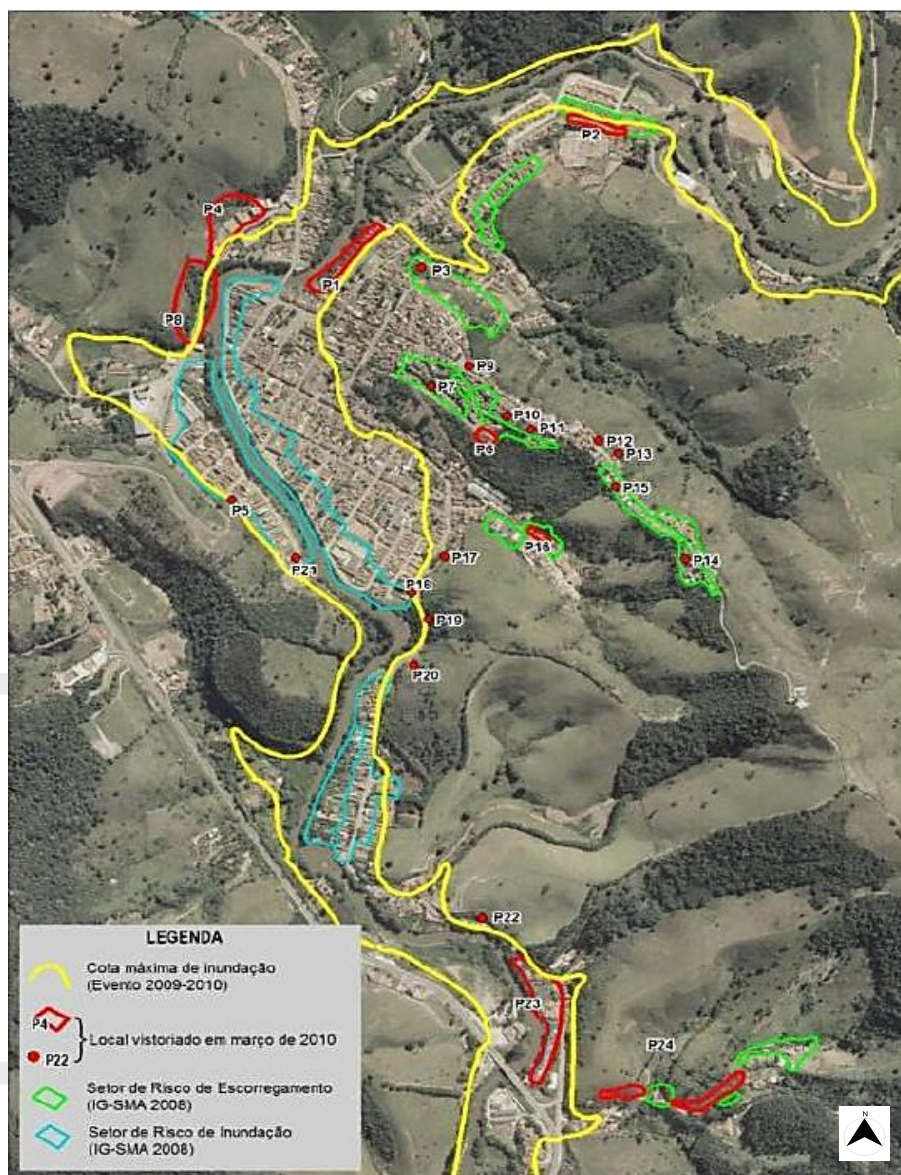 P2
P4
P3
P1
P8
P9
P7
P10
P11
P6
P12
P13
P15
P5
P16
P17
P14
P21
P18
P19
P20
P22
P23
P24
LEGENDA
Cota máxima de inundação
(Evento 2009-2010)
P4
Local vistoriado em março de 2010
P22
Setor de Risco de Escorregamento
(IG-SMA 2008)
Setor de Risco de Inundação
(IG-SMA 2008)
N